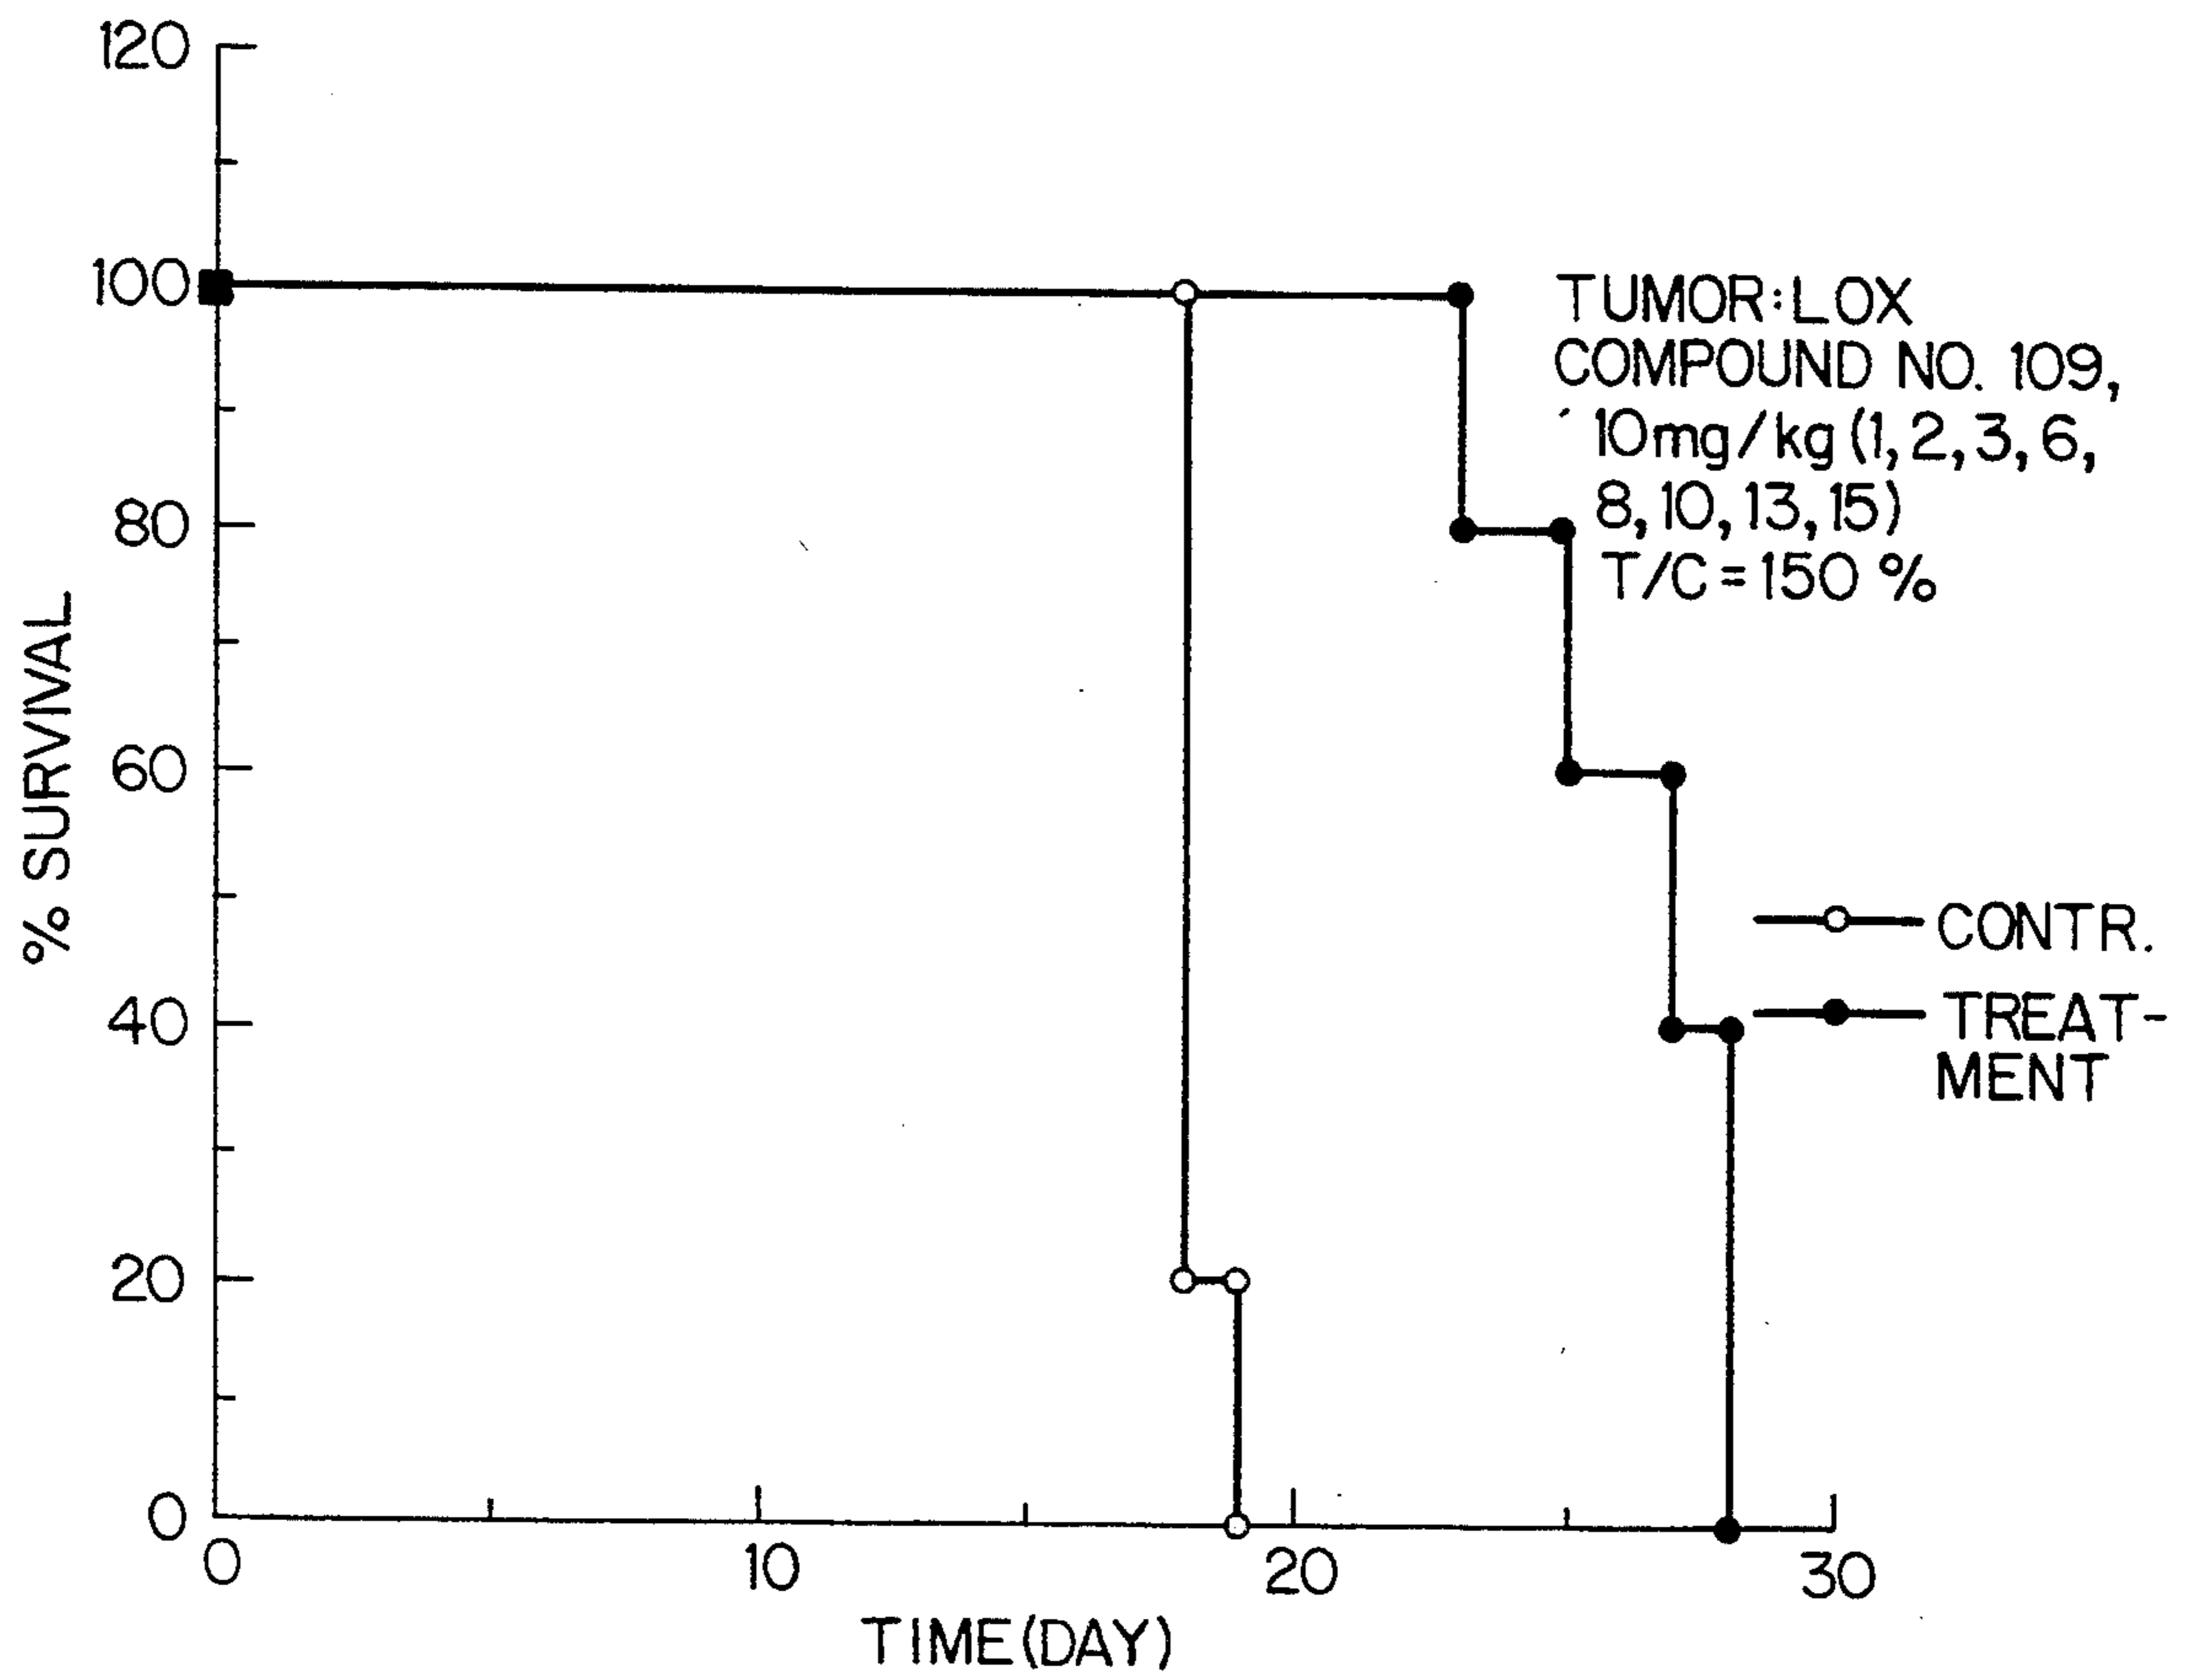 120
100
80
60
40
20
0
% SURVIVAL
0
10
20
30
TIME(DAY)
TUMOR:LOX
COMPOUND NO. 109,
10mg/kg (1, 2, 3, 6,
8, 10, 13, 15)
T/C = 150 %
CONTR.
TREAT-
MENT